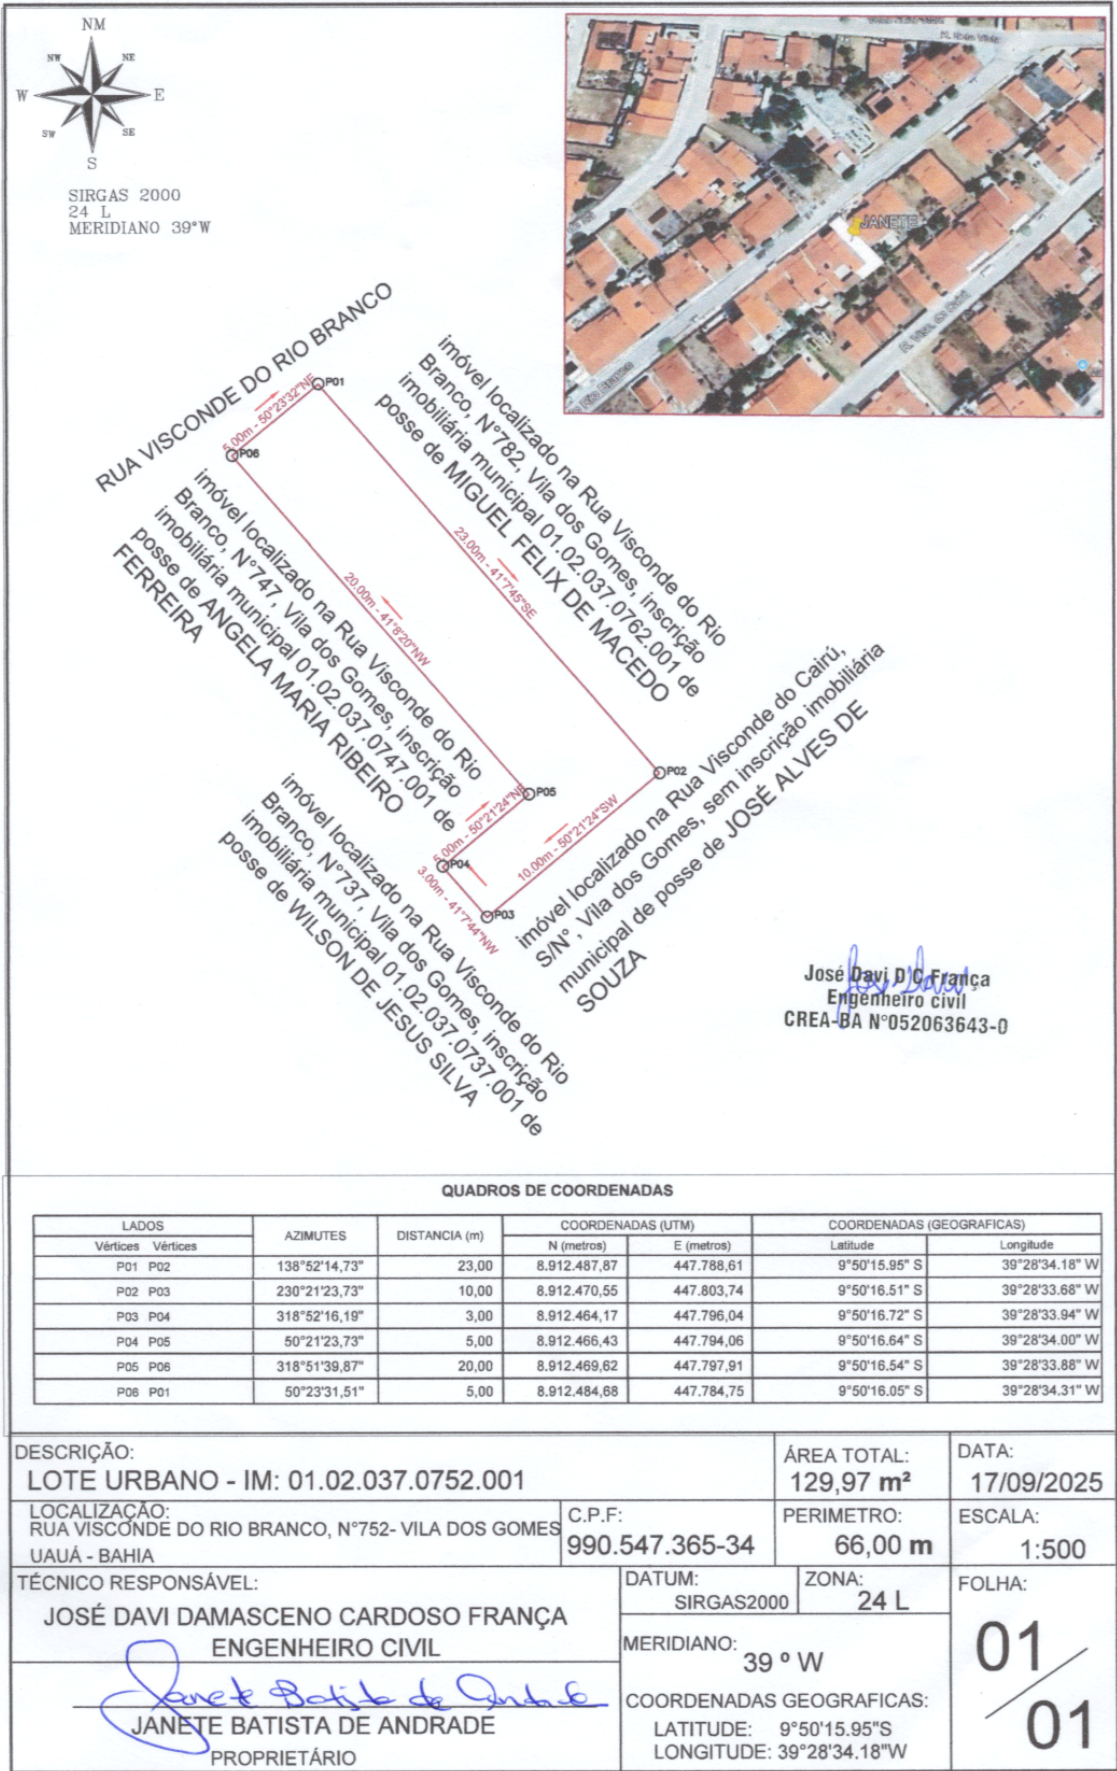 NM
NW
NE
W
E
SW
SE
S
SIRGAS 2000
24 L
MERIDIANO 39°W
JANETE
RUA VISCONDE DO RIO BRANCO
5.00m - 50°23'32"NE
P01
P06
imóvel localizado na Rua Visconde do Rio
Branco, N°782, Vila dos Gomes, inscrição
imobiliária municipal 01.02.037.0762.001 de
posse de MIGUEL FELIX DE MACEDO
23.00m - 41°7'45"SE
imóvel localizado na Rua Visconde do Rio
Branco, N°747, Vila dos Gomes, inscrição
imobiliária municipal 01.02.037.0747.001 de
posse de ANGELA MARIA RIBEIRO
FERREIRA
20.00m - 41°8'20"NW
P02
P05
5.00m - 50°21'24"NE
10.00m - 50°21'24"SW
P04
3.00m - 41°7'44"NW
P03
imóvel localizado na Rua Visconde do Cairú,
S/N°, Vila dos Gomes, sem inscrição imobiliária
municipal de posse de JOSÉ ALVES DE
SOUZA
imóvel localizado na Rua Visconde do Rio
Branco, N°737, Vila dos Gomes, inscrição
imobiliária municipal 01.02.037.0737.001 de
posse de WILSON DE JESUS SILVA
José Davi D C França
Engenheiro civil
CREA-BA N°052063643-0
QUADROS DE COORDENADAS
LADOS AZIMUTES DISTANCIA (m) COORDENADAS (UTM) COORDENADAS (GEOGRAFICAS)
Vértices Vértices N (metros) E (metros) Latitude Longitude
P01 P02 138°52'14,73" 23,00 8.912.487,87 447.788,61 9°50'15.95" S 39°28'34.18" W
P02 P03 230°21'23,73" 10,00 8.912.470,55 447.803,74 9°50'16.51" S 39°28'33.68" W
P03 P04 318°52'16,19" 3,00 8.912.464,17 447.796,04 9°50'16.72" S 39°28'33.94" W
P04 P05 50°21'23,73" 5,00 8.912.466,43 447.794,06 9°50'16.64" S 39°28'34.00" W
P05 P06 318°51'39,87" 20,00 8.912.469,62 447.797,91 9°50'16.54" S 39°28'33.88" W
P06 P01 50°23'31,51" 5,00 8.912.484,68 447.784,75 9°50'16.05" S 39°28'34.31" W
DESCRIÇÃO:
LOTE URBANO - IM: 01.02.037.0752.001
ÁREA TOTAL:
129,97 m²
DATA:
17/09/2025
LOCALIZAÇÃO:
RUA VISCONDE DO RIO BRANCO, N°752- VILA DOS GOMES
UAUÁ - BAHIA
C.P.F:
990.547.365-34
PERIMETRO:
66,00 m
ESCALA:
1:500
TÉCNICO RESPONSÁVEL:
JOSÉ DAVI DAMASCENO CARDOSO FRANÇA
ENGENHEIRO CIVIL
DATUM:
SIRGAS2000
ZONA:
24 L
FOLHA:
01/01
MERIDIANO:
39 º W
Janete Batista de Andrade
JANETE BATISTA DE ANDRADE
PROPRIETÁRIO
COORDENADAS GEOGRAFICAS:
LATITUDE: 9°50'15.95"S
LONGITUDE: 39°28'34.18"W